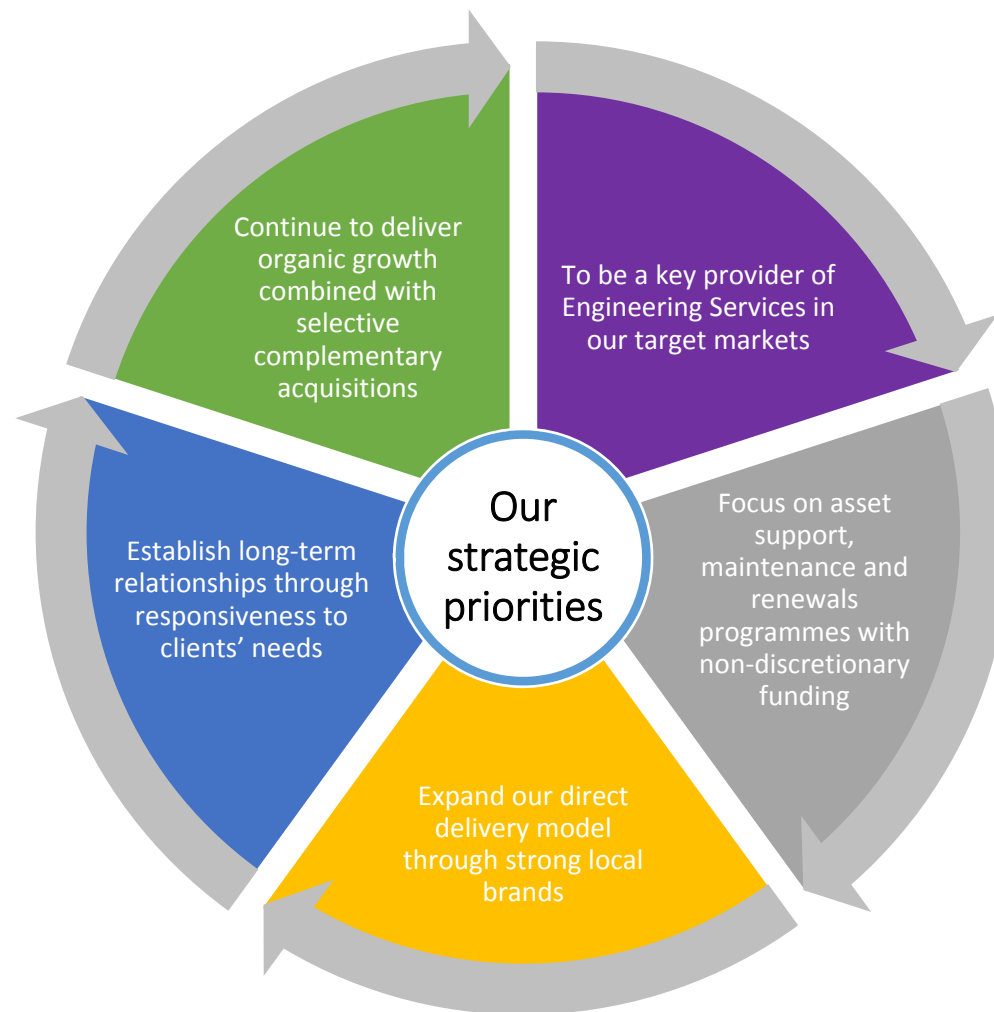 Our
strategic
priorities
To be a key provider of
Engineering Services in
our target markets
Focus on asset
support,
maintenance and
renewals
programmes with
non-discretionary
funding
Expand our direct
delivery model
through strong local
brands
Establish long-term
relationships through
responsiveness to
clients’ needs
Continue to deliver
organic growth
combined with
selective
complementary
acquisitions